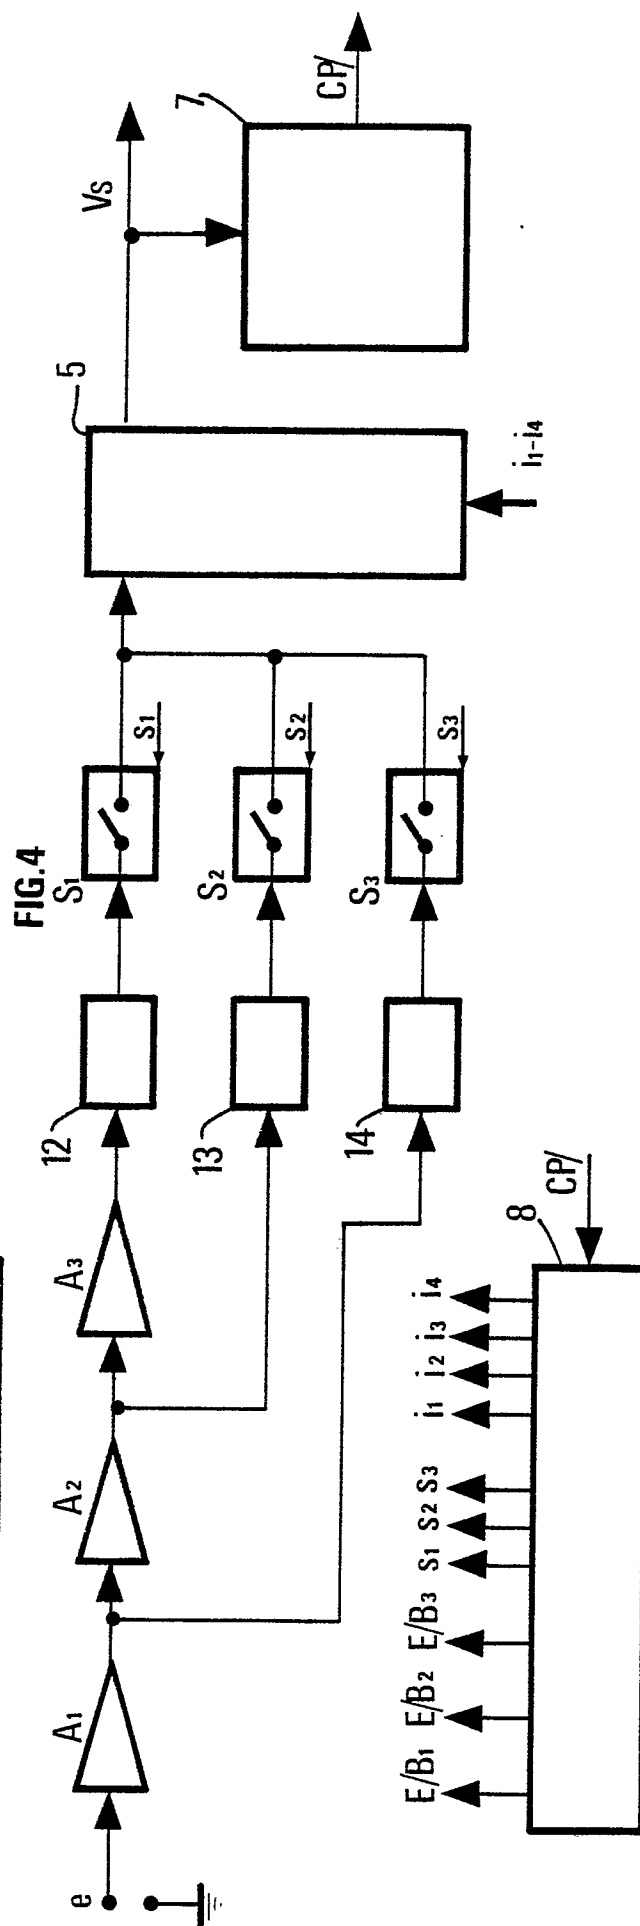 FIG.4
e
A1
A2
A3
12
13
14
S1
S2
S3
S1
S2
S3
5
i1-i4
Vs
7
CP/
E/B1
E/B2
E/B3
S1
S2
S3
i1
i2
i3
i4
8
CP/